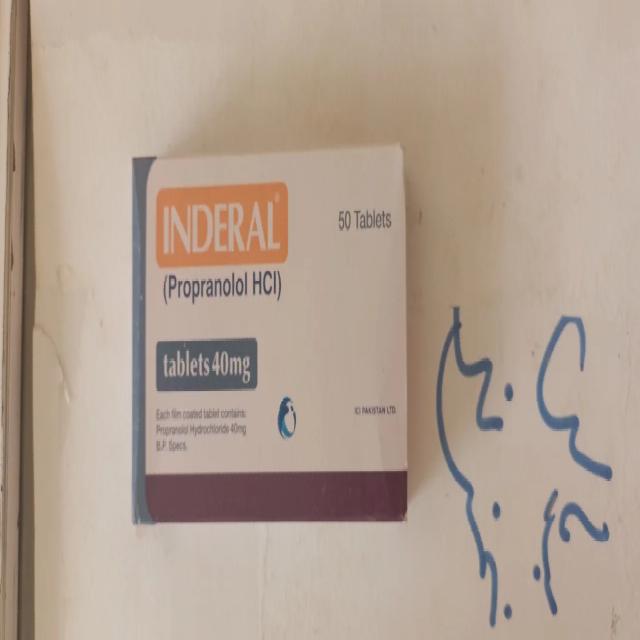 INDERAL®
50 Tablets
(Propranolol HCl)
tablets 40mg
Each film coated tablet contains:
Propranolol Hydrochloride 40mg
B.P. Specs.
ICI PAKISTAN LTD.